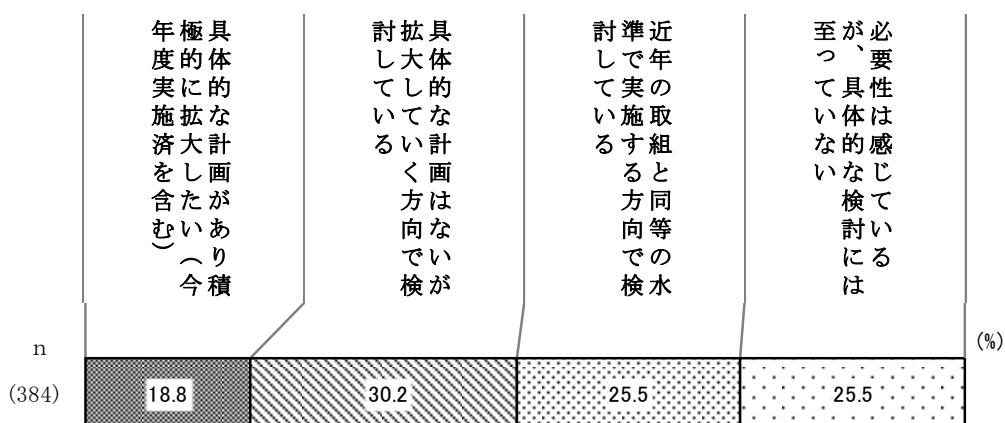 具体的な計画があり積
極的に拡大したい（今
年度実施済を含む）
具体的な計画はないが
拡大していく方向で検
討している
近年の取組と同等の水
準で実施する方向で検
討している
必要性は感じている
が、具体的な検討には
至っていない
(%)
n
(384)
18.8
30.2
25.5
25.5